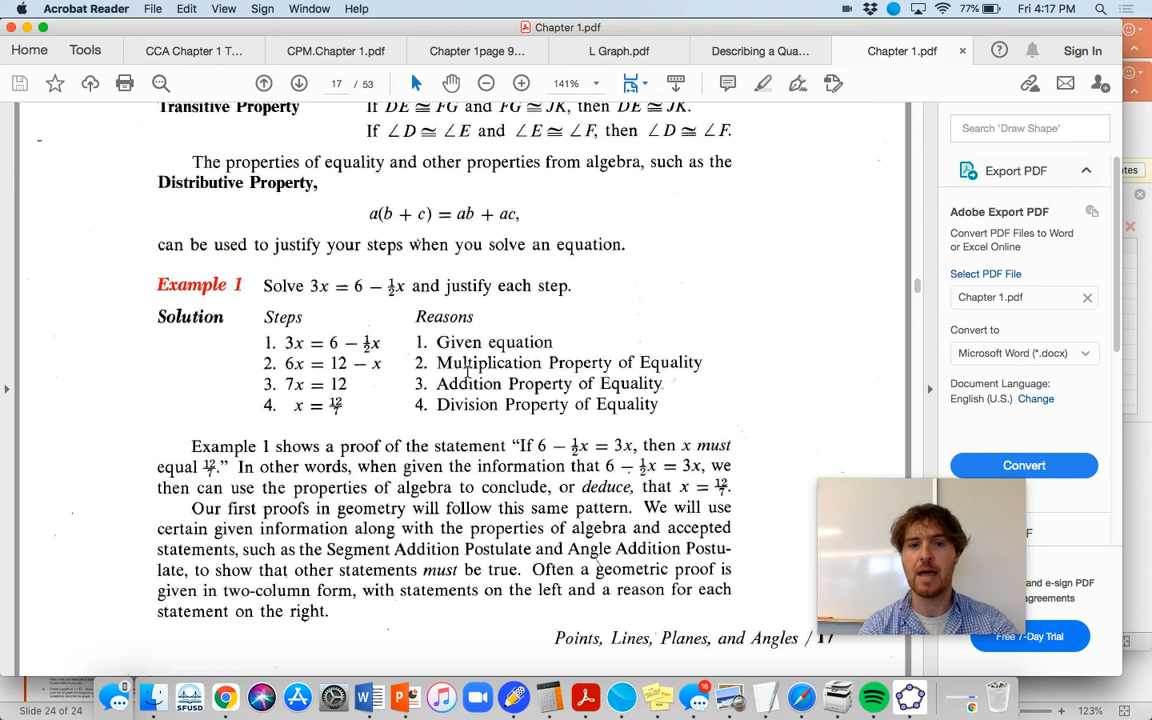 Acrobat Reader File Edit View Sign Window Help 77% Fri 4:17 PM
Chapter 1.pdf
Home Tools CCA Chapter 1 T... CPM.Chapter 1.pdf Chapter 1page 9... L Graph.pdf Describing a Qua... Chapter 1.pdf × Sign In
17 / 53 141%
Transitive Property If DE ≅ FG and FG ≅ JK, then DE ≅ JK.
If ∠D ≅ ∠E and ∠E ≅ ∠F, then ∠D ≅ ∠F.
The properties of equality and other properties from algebra, such as the
Distributive Property,
a(b + c) = ab + ac,
can be used to justify your steps when you solve an equation.
Example 1 Solve 3x = 6 − ½x and justify each step.
Solution Steps Reasons
1. 3x = 6 − ½x 1. Given equation
2. 6x = 12 − x 2. Multiplication Property of Equality
3. 7x = 12 3. Addition Property of Equality
4. x = 12/7 4. Division Property of Equality
Example 1 shows a proof of the statement “If 6 − ½x = 3x, then x must
equal 12/7.” In other words, when given the information that 6 − ½x = 3x, we
then can use the properties of algebra to conclude, or deduce, that x = 12/7.
Our first proofs in geometry will follow this same pattern. We will use
certain given information along with the properties of algebra and accepted
statements, such as the Segment Addition Postulate and Angle Addition Postu-
late, to show that other statements must be true. Often a geometric proof is
given in two-column form, with statements on the left and a reason for each
statement on the right.
Points, Lines, Planes, and Angles / 17
Search 'Draw Shape'
Export PDF
Adobe Export PDF
Convert PDF Files to Word
or Excel Online
Select PDF File
Chapter 1.pdf
Convert to
Microsoft Word (*.docx)
Document Language:
English (U.S.) Change
Convert
and e-sign PDF
agreements
Free 7-Day Trial
SFUSD
15
Slide 24 of 24 123%